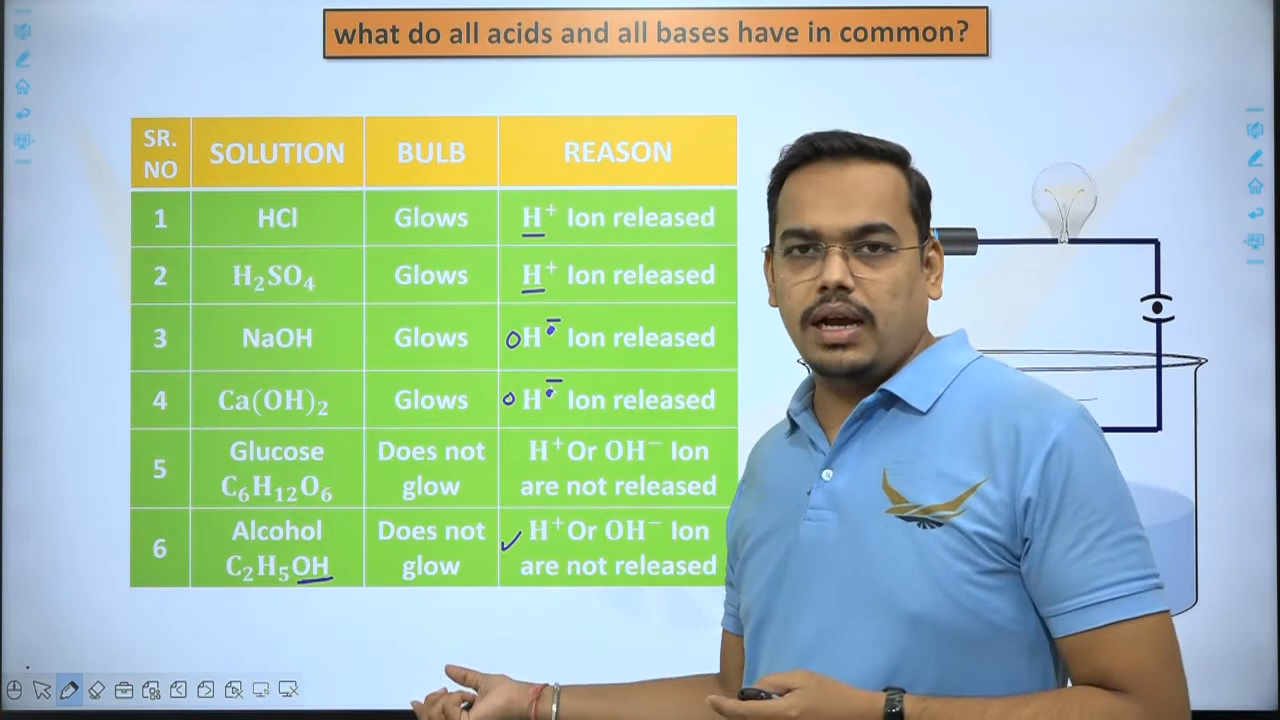 what do all acids and all bases have in common?
SR. NO SOLUTION BULB REASON
1 HCl Glows H⁺ Ion released
2 H₂SO₄ Glows H⁺ Ion released
3 NaOH Glows OH⁻ Ion released
4 Ca(OH)₂ Glows OH⁻ Ion released
5 Glucose C₆H₁₂O₆ Does not glow H⁺Or OH⁻ Ion are not released
6 Alcohol C₂H₅OH Does not glow H⁺Or OH⁻ Ion are not released